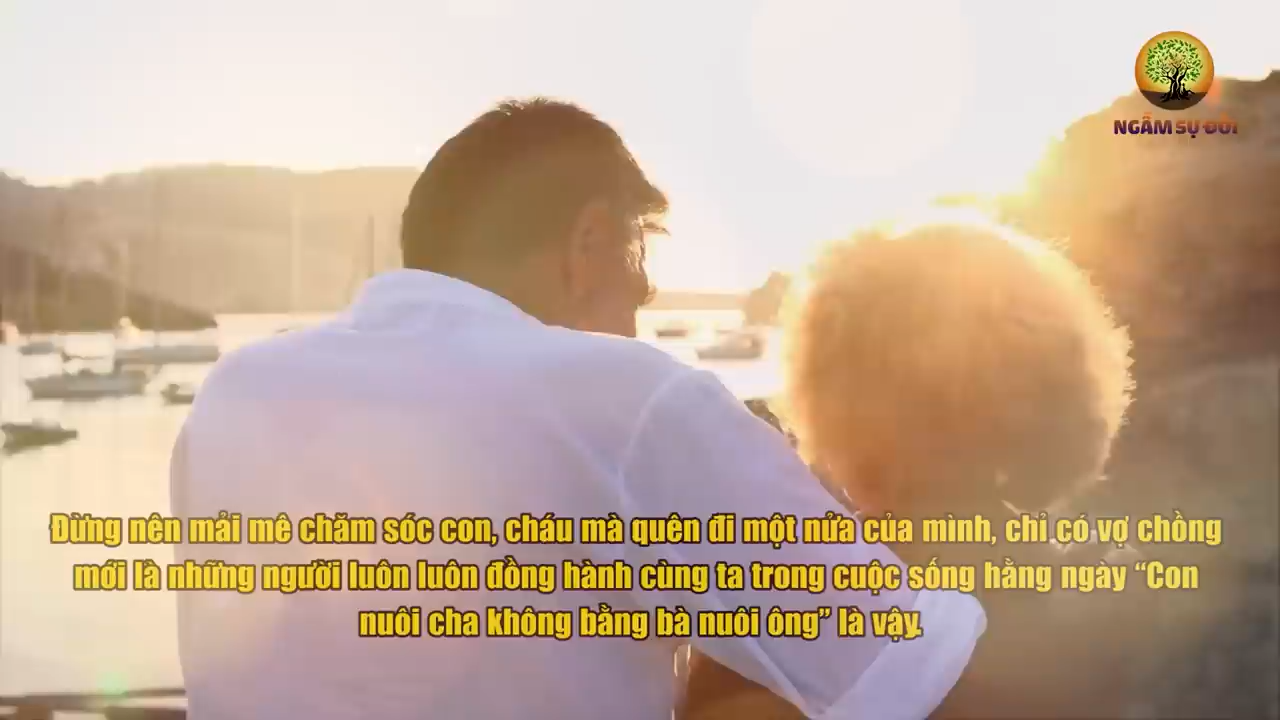 NGẪM SỰ ĐỜI
Đừng nên mải mê chăm sóc con, cháu mà quên đi một nửa của mình, chỉ có vợ chồng
mới là những người luôn luôn đồng hành cùng ta trong cuộc sống hằng ngày “Con
nuôi cha không bằng bà nuôi ông” là vậy.